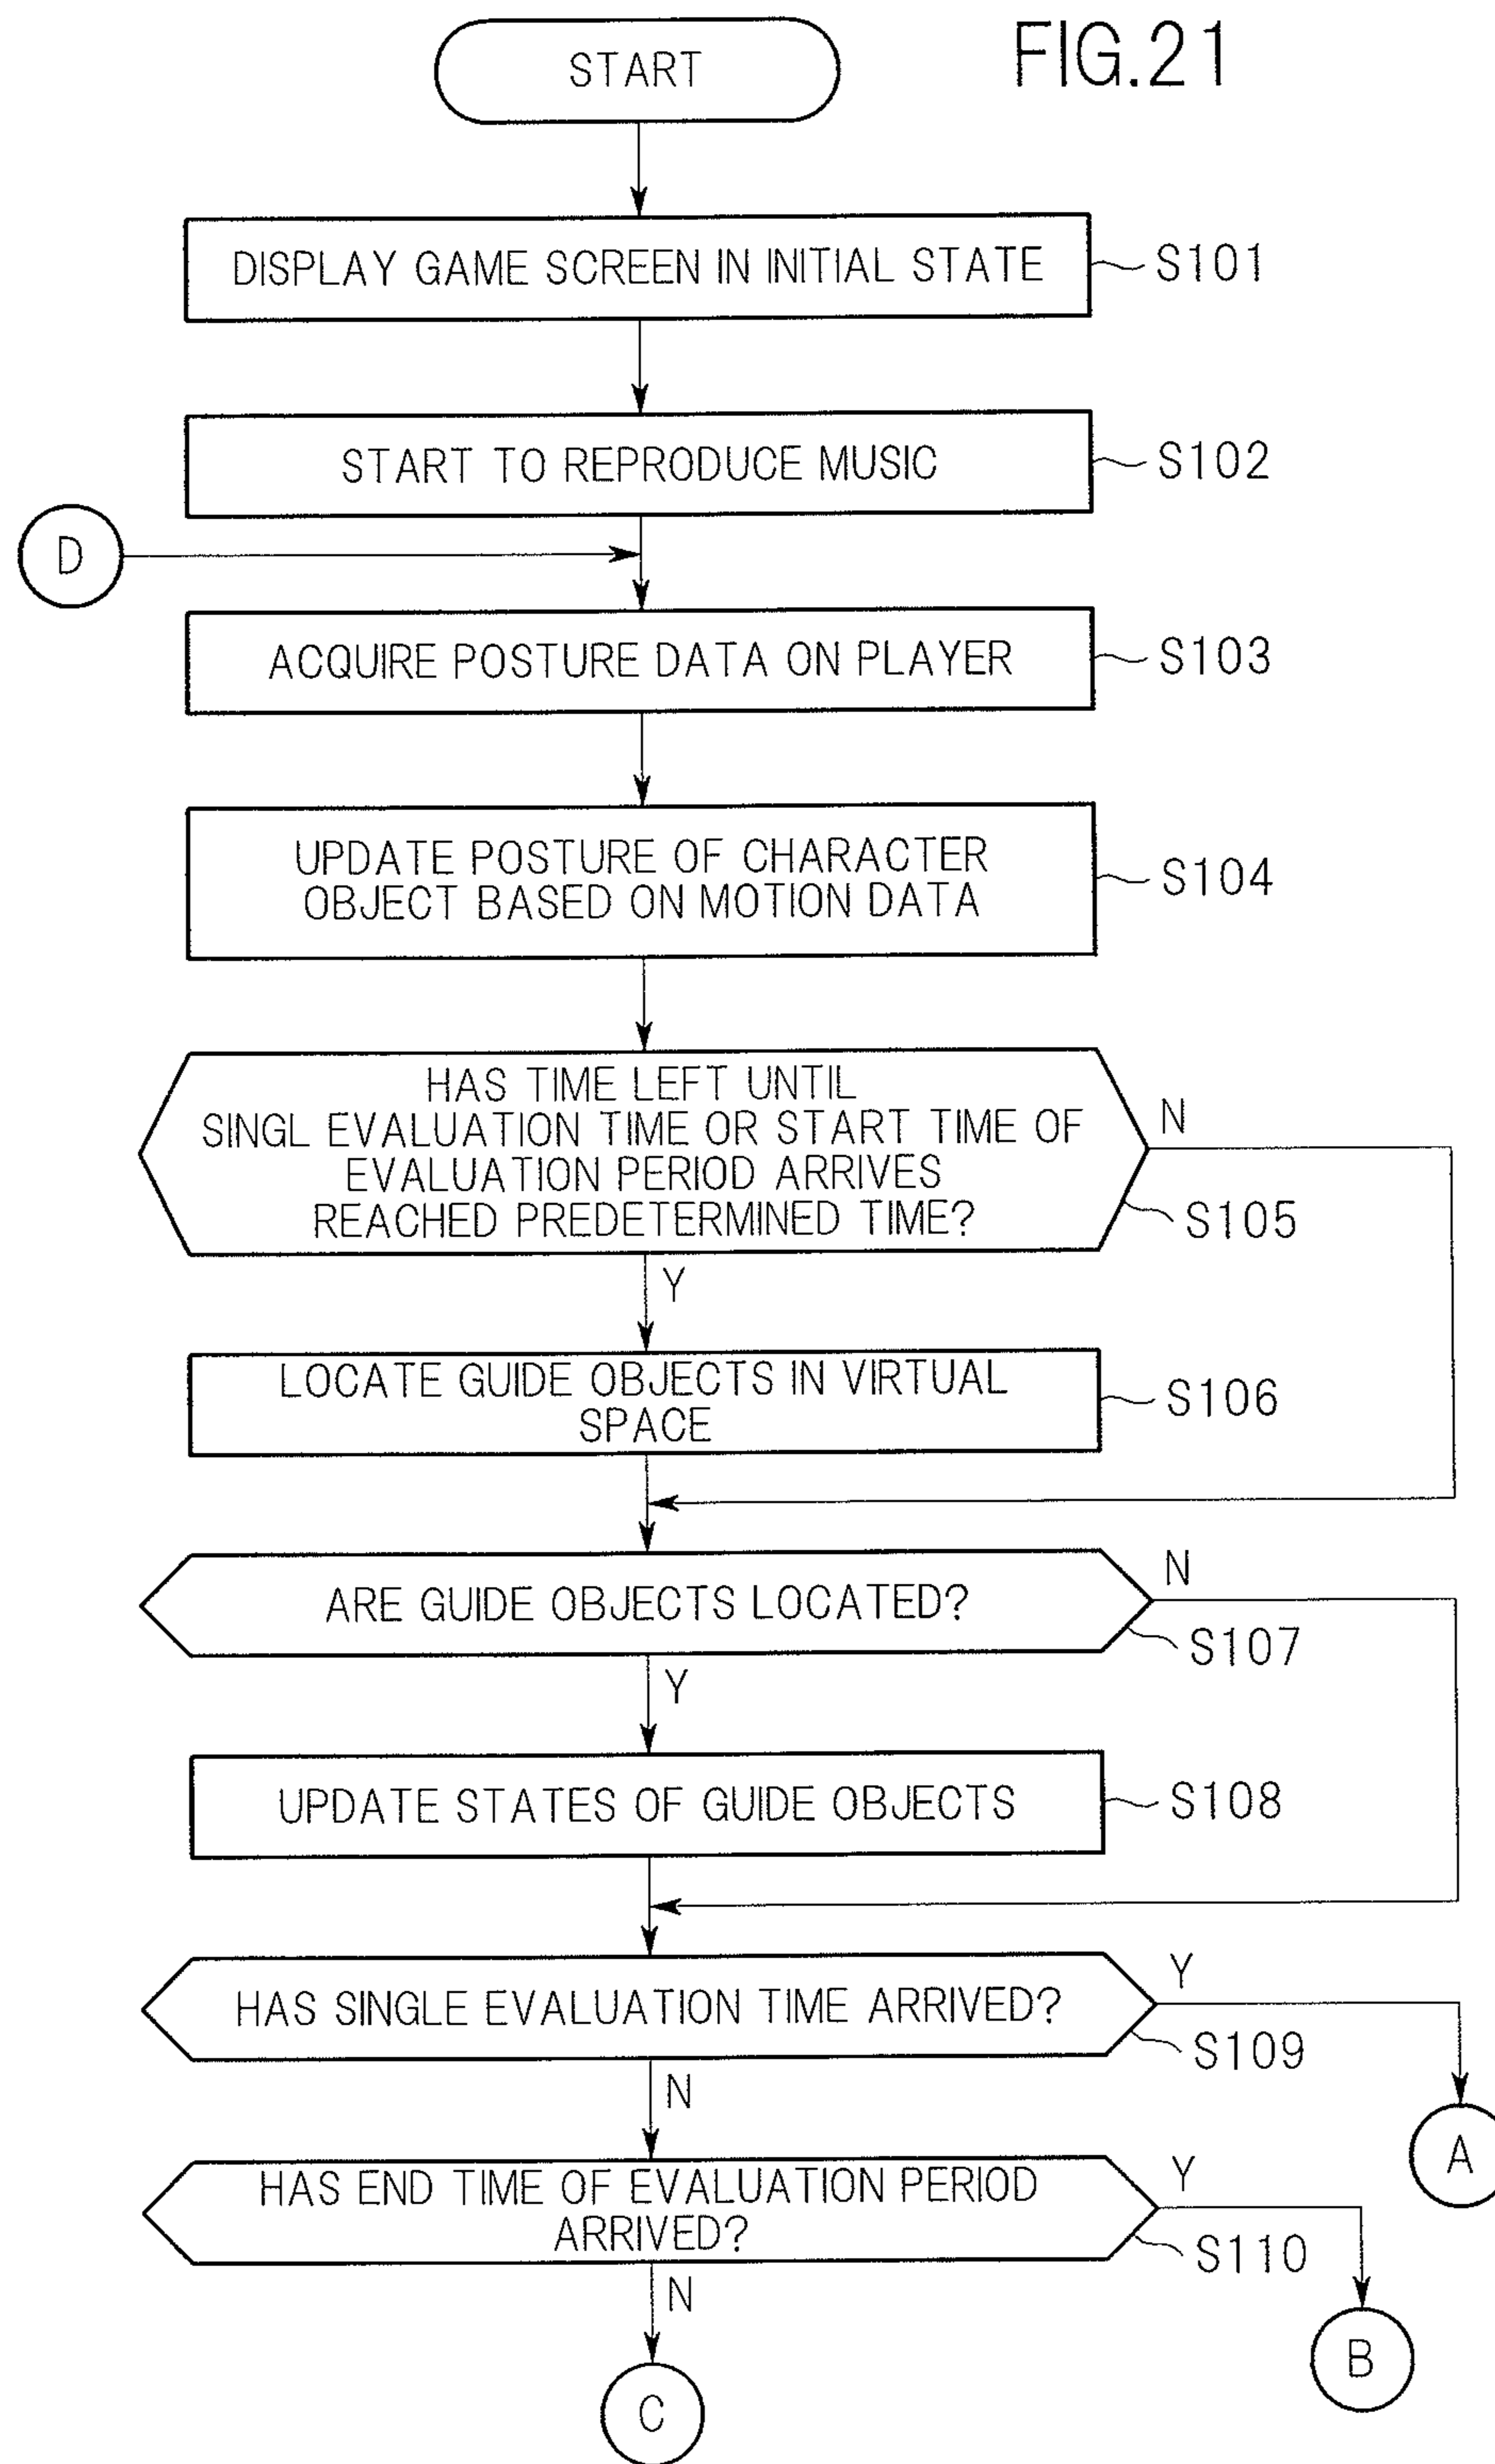 FIG.21
START
DISPLAY GAME SCREEN IN INITIAL STATE
S101
START TO REPRODUCE MUSIC
S102
D
ACQUIRE POSTURE DATA ON PLAYER
S103
UPDATE POSTURE OF CHARACTER
OBJECT BASED ON MOTION DATA
S104
HAS TIME LEFT UNTIL
SINGL EVALUATION TIME OR START TIME OF
EVALUATION PERIOD ARRIVES
REACHED PREDETERMINED TIME?
N
S105
Y
LOCATE GUIDE OBJECTS IN VIRTUAL
SPACE
S106
ARE GUIDE OBJECTS LOCATED?
N
S107
Y
UPDATE STATES OF GUIDE OBJECTS
S108
HAS SINGLE EVALUATION TIME ARRIVED?
Y
S109
N
A
HAS END TIME OF EVALUATION PERIOD
ARRIVED?
Y
S110
N
B
C